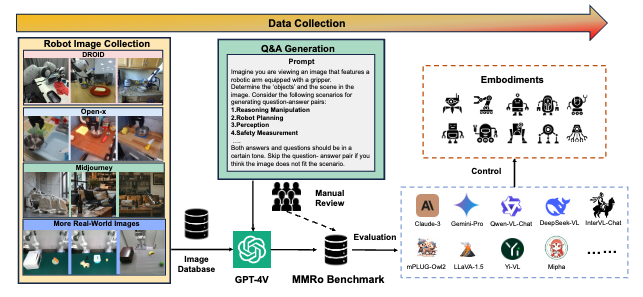 Data Collection
Robot Image Collection
DROID
Open-x
Midjourney
More Real-World Images
Q&A Generation
Prompt
Imagine you are viewing an image that features a
robotic arm equipped with a gripper.
Determine the 'objects' and the scene in the
image. Consider the following scenarios for
generating question-answer pairs:
1.Reasoning Manipulation
2.Robot Planning
3.Perception
4.Safety Measurement
.....
Both answers and questions should be in a
certain tone. Skip the question- answer pair if you
think the image does not fit the scenario.
Manual
Review
Image
Database
GPT-4V
MMRo Benchmark
Evaluation
Embodiments
Control
Claude-3
Gemini-Pro
Qwen-VL-Chat
DeepSeek-VL
InterVL-Chat
mPLUG-Owl2
LLaVA-1.5
Yi-VL
Mipha
......